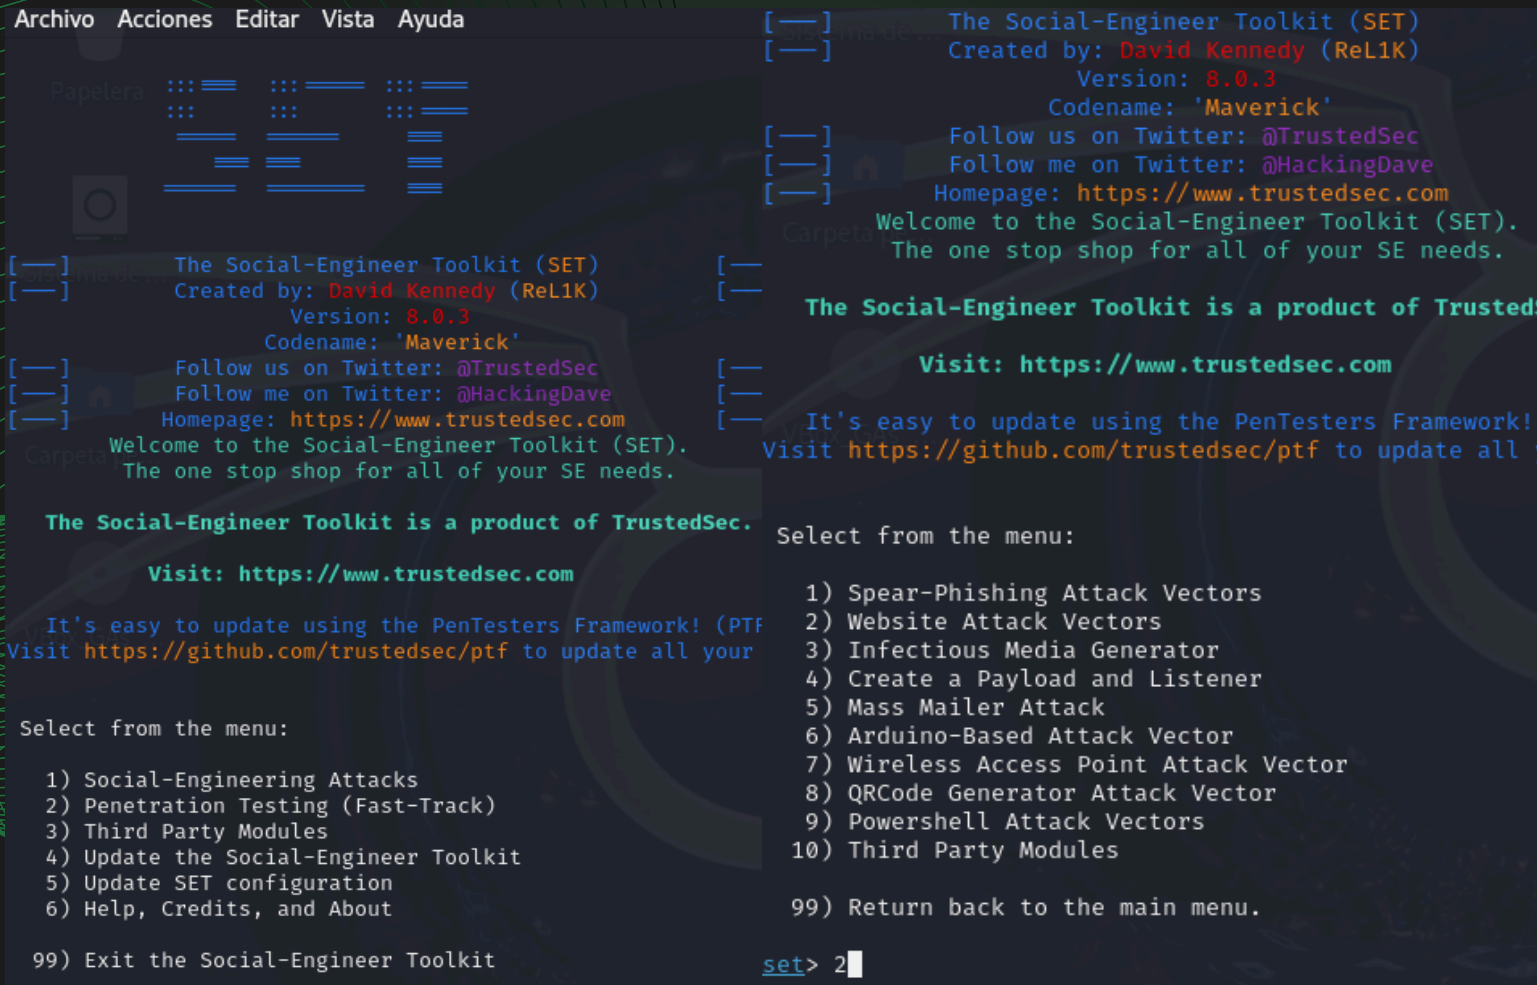 Archivo Acciones Editar Vista Ayuda
Papelera
[---] The Social-Engineer Toolkit (SET) [---
[---] Created by: David Kennedy (ReL1K) [---
Version: 8.0.3
Codename: 'Maverick'
[---] Follow us on Twitter: @TrustedSec [---
[---] Follow me on Twitter: @HackingDave [---
[---] Homepage: https://www.trustedsec.com [---
Welcome to the Social-Engineer Toolkit (SET).
The one stop shop for all of your SE needs.
The Social-Engineer Toolkit is a product of TrustedSec.
Visit: https://www.trustedsec.com
It's easy to update using the PenTesters Framework! (PTF
Visit https://github.com/trustedsec/ptf to update all your
Select from the menu:
1) Social-Engineering Attacks
2) Penetration Testing (Fast-Track)
3) Third Party Modules
4) Update the Social-Engineer Toolkit
5) Update SET configuration
6) Help, Credits, and About
99) Exit the Social-Engineer Toolkit
[---] The Social-Engineer Toolkit (SET)
[---] Created by: David Kennedy (ReL1K)
Version: 8.0.3
Codename: 'Maverick'
[---] Follow us on Twitter: @TrustedSec
[---] Follow me on Twitter: @HackingDave
[---] Homepage: https://www.trustedsec.com
Welcome to the Social-Engineer Toolkit (SET).
The one stop shop for all of your SE needs.
The Social-Engineer Toolkit is a product of TrustedS
Visit: https://www.trustedsec.com
It's easy to update using the PenTesters Framework!
Visit https://github.com/trustedsec/ptf to update all
Select from the menu:
1) Spear-Phishing Attack Vectors
2) Website Attack Vectors
3) Infectious Media Generator
4) Create a Payload and Listener
5) Mass Mailer Attack
6) Arduino-Based Attack Vector
7) Wireless Access Point Attack Vector
8) QRCode Generator Attack Vector
9) Powershell Attack Vectors
10) Third Party Modules
99) Return back to the main menu.
set> 2